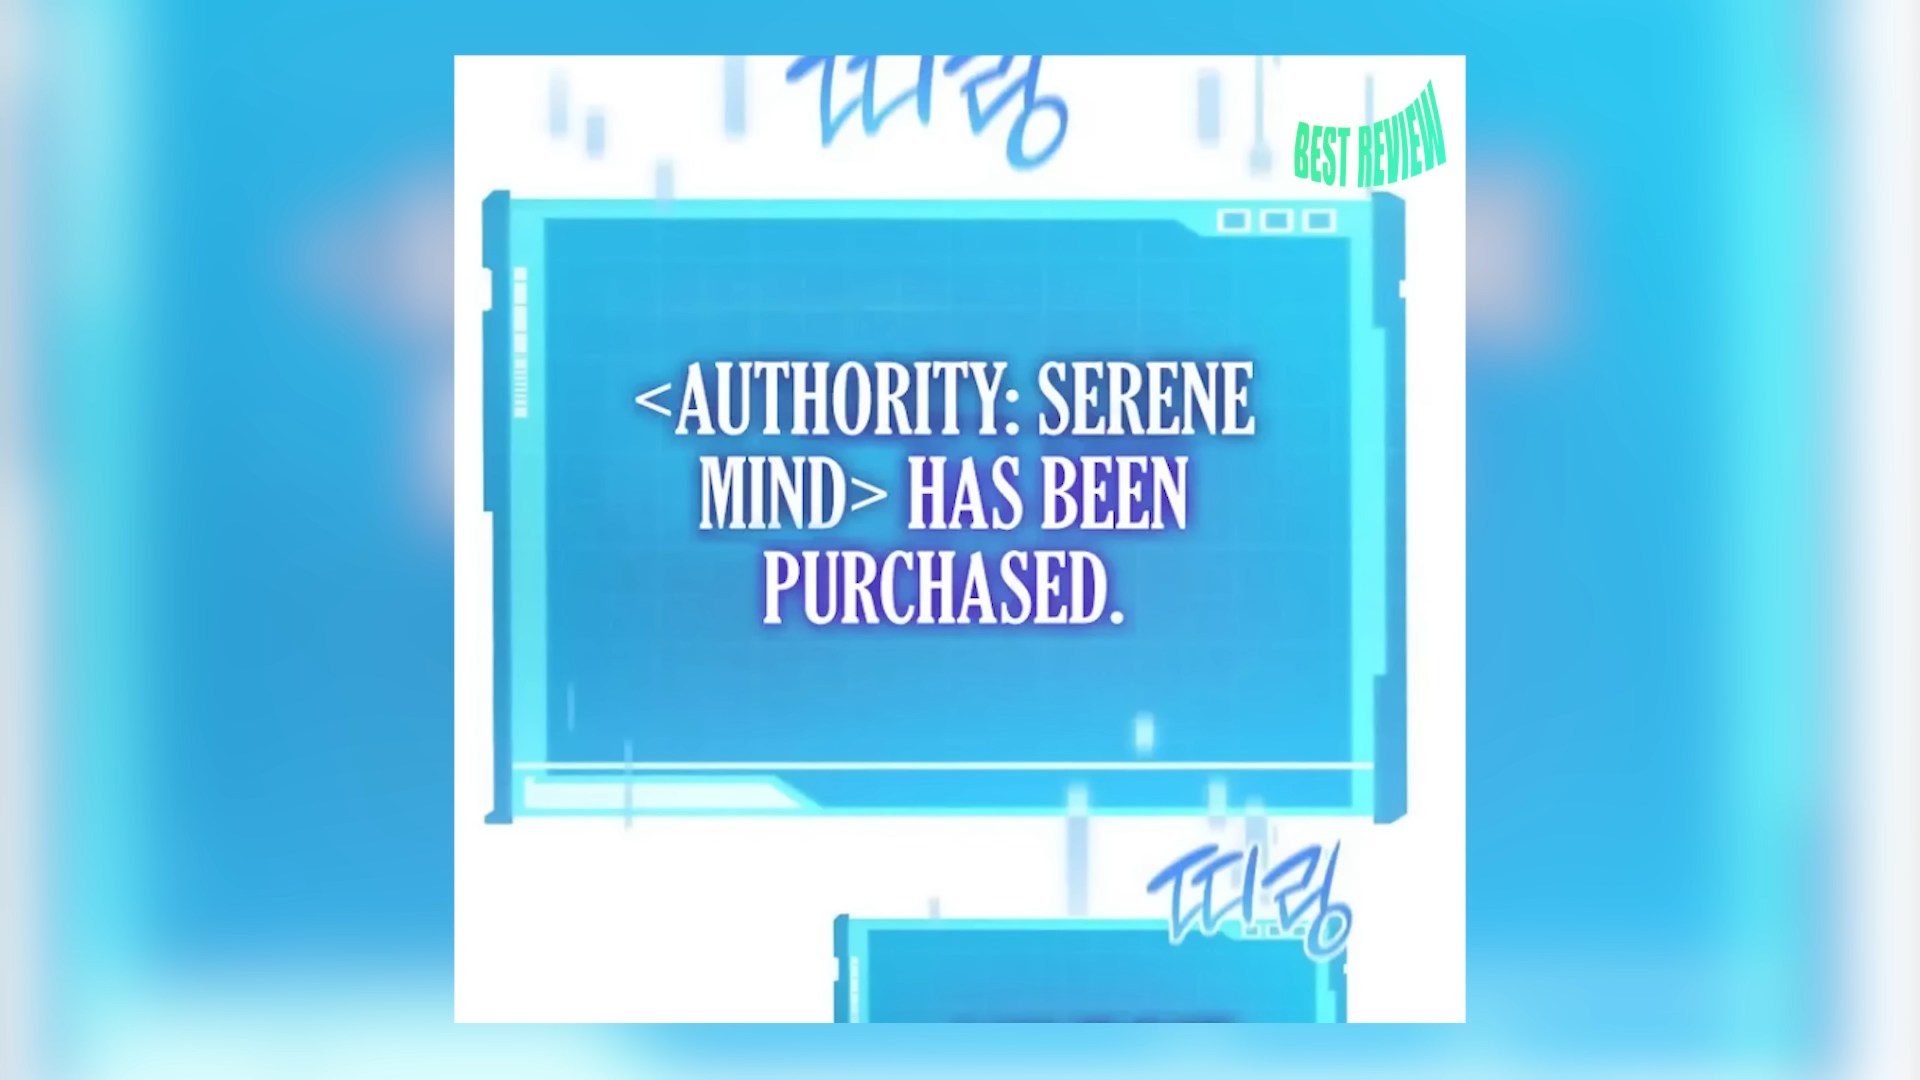 띠링
BEST REVIEW
<AUTHORITY: SERENE
MIND> HAS BEEN
PURCHASED.
띠링